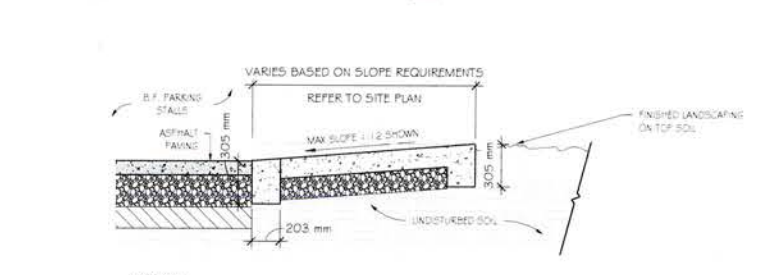 VARIES BASED ON SLOPE REQUIREMENTS
REFER TO SITE PLAN
B.F. PARKING
STALLS
ASPHALT
PAVING
305 mm
MAX SLOPE 1:12 SHOWN
FINISHED LANDSCAPING
ON TOP SOIL
305 mm
UNDISTURBED SOIL
203 mm